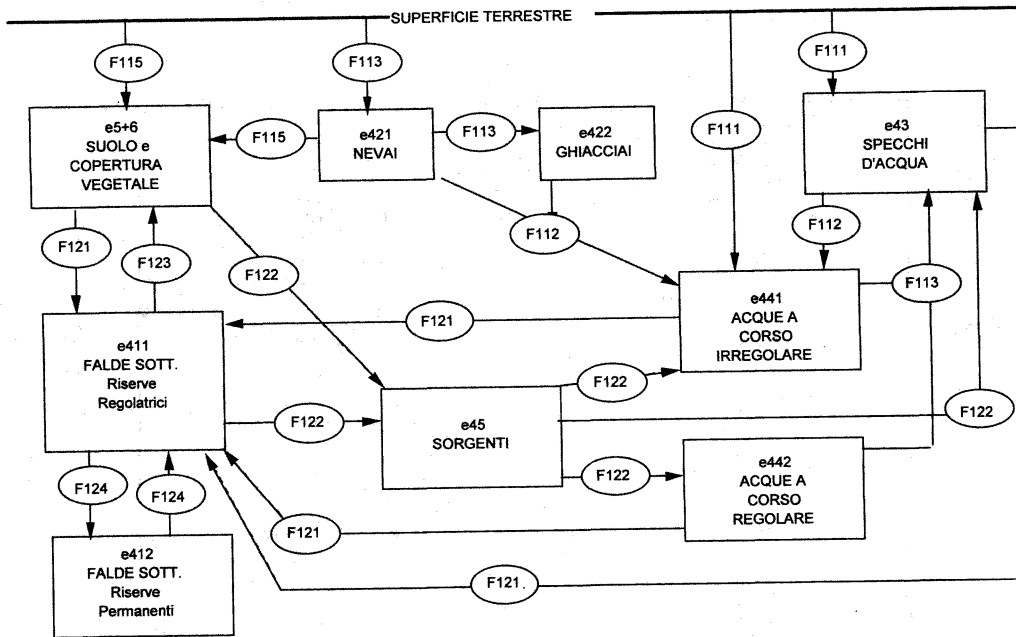 SUPERFICIE TERRESTRE
F115
F113
F111
F111
e5+6
SUOLO e
COPERTURA
VEGETALE
F115
e421
NEVAI
F113
e422
GHIACCIAI
e43
SPECCHI
D'ACQUA
F121
F123
F122
F112
F112
F113
e411
FALDE SOTT.
Riserve
Regolatrici
F121
e441
ACQUE A
CORSO
IRREGOLARE
F122
e45
SORGENTI
F122
F122
F122
e442
ACQUE A
CORSO
REGOLARE
F124
F124
F121
e412
FALDE SOTT.
Riserve
Permanenti
F121.